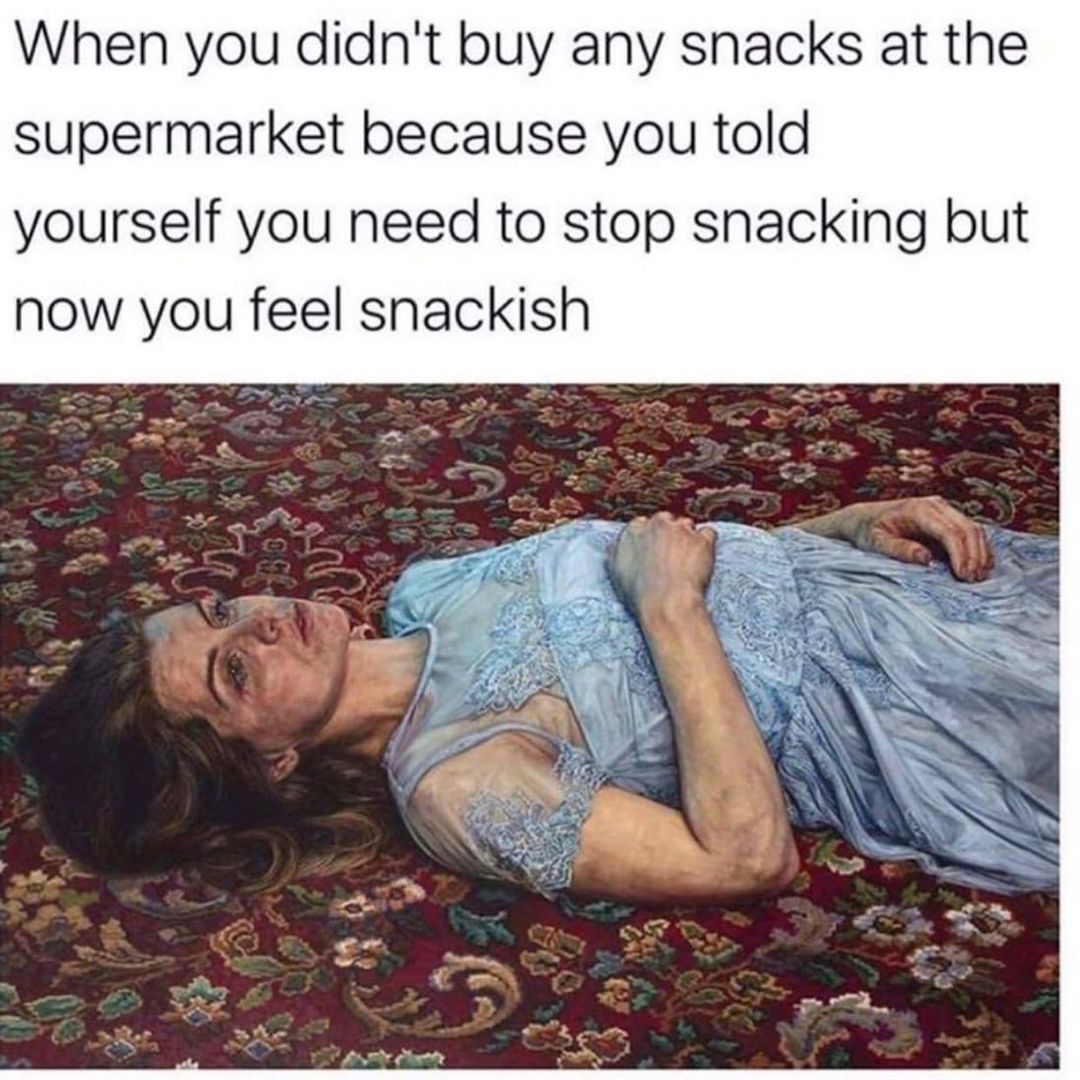 When you didn't buy any snacks at the
supermarket because you told
yourself you need to stop snacking but
now you feel snackish